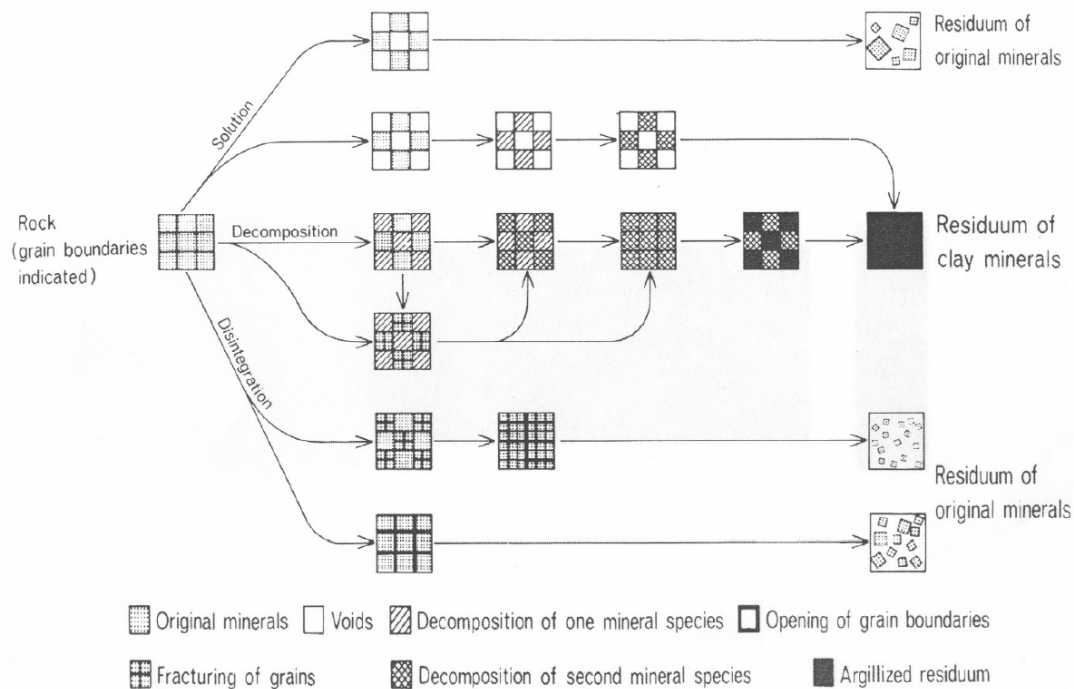 Residuum of
original minerals
Solution
Rock
(grain boundaries
indicated)
Decomposition
Residuum of
clay minerals
Disintegration
Residuum of
original minerals
Original minerals
Voids
Decomposition of one mineral species
Opening of grain boundaries
Fracturing of grains
Decomposition of second mineral species
Argillized residuum